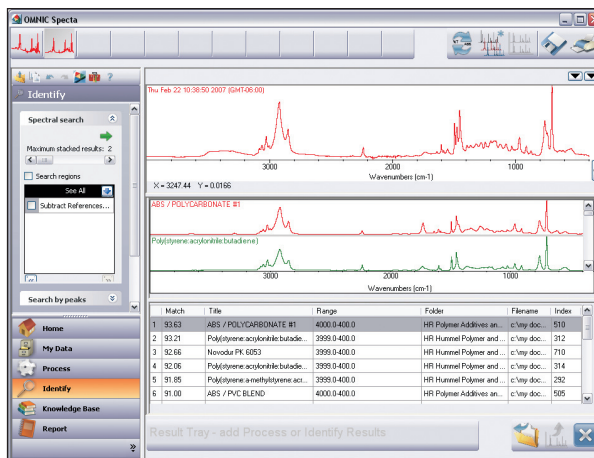 OMNIC Specta
Identify
Spectral search
Maximum stacked results: 2
Search regions
See All
Subtract References...
Search by peaks
Home
My Data
Process
Identify
Knowledge Base
Report
Thu Feb 22 10:38:50 2007 (GMT-06:00)
3000 2000 1000
Wavenumbers (cm-1)
X = 3247.44 Y = 0.0166
ABS / POLYCARBONATE #1
Poly(styrene:acrylonitrile:butadiene)
3000 2000 1000
Wavenumbers (cm-1)
Match Title Range Folder Filename Index
1 93.63 ABS / POLYCARBONATE #1 4000.0-400.0 HR Polymer Additives an... c:\my doc... 510
2 93.21 Poly(styrene:acrylonitrile:butadie... 3999.0-400.0 HR Hummel Polymer and ... c:\my doc... 312
3 92.66 Novodur PK 6053 3999.0-400.0 HR Hummel Polymer and ... c:\my doc... 710
4 92.06 Poly(styrene:acrylonitrile:butadie... 3999.0-400.0 HR Hummel Polymer and ... c:\my doc... 314
5 91.85 Poly(styrene:a-methylstyrene:acr... 3999.0-400.0 HR Hummel Polymer and ... c:\my doc... 292
6 91.00 ABS / PVC BLEND 4000.0-400.0 HR Polymer Additives an... c:\my doc... 505
Result Tray - add Process or Identify Results